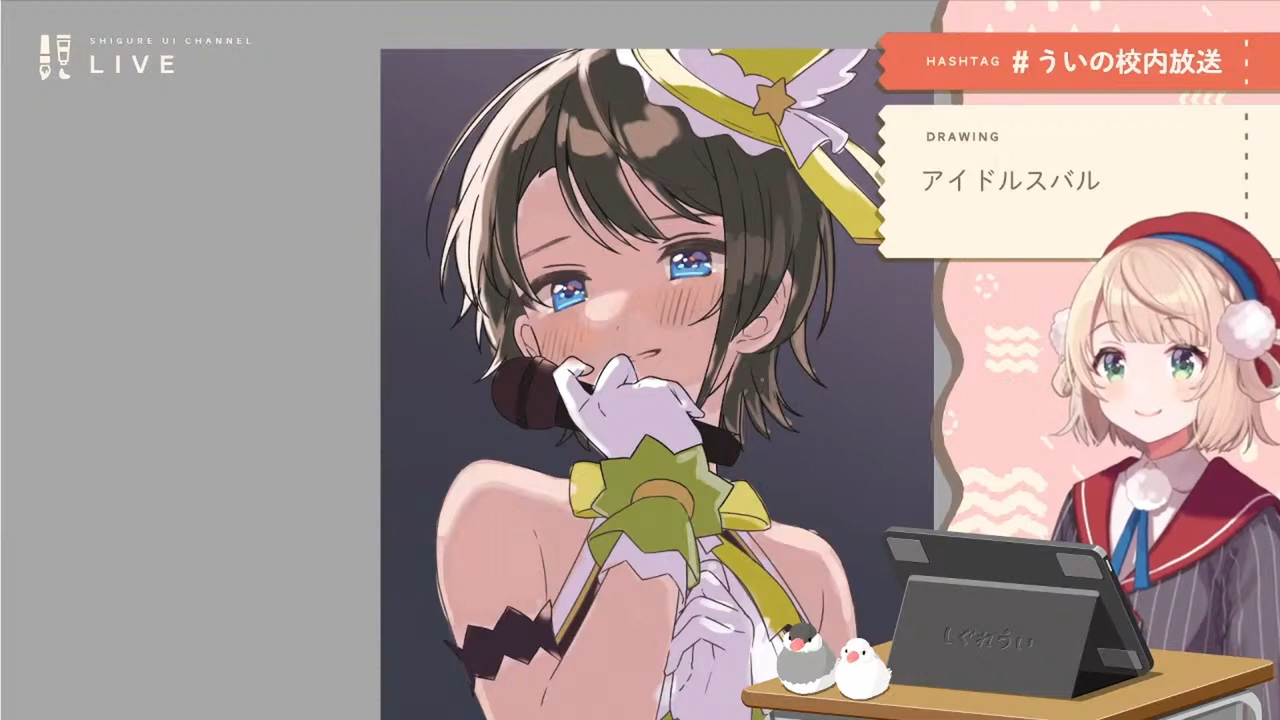 SHIGURE UI CHANNEL
LIVE
HASHTAG # ういの校内放送
DRAWING
アイドルスバル
しぐれうい